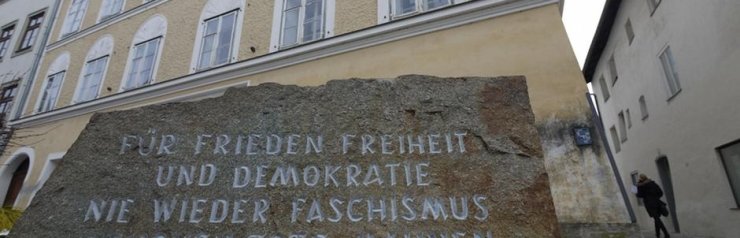 FÜR FRIEDEN FREIHEIT
UND DEMOKRATIE
NIE WIEDER FASCHISMUS